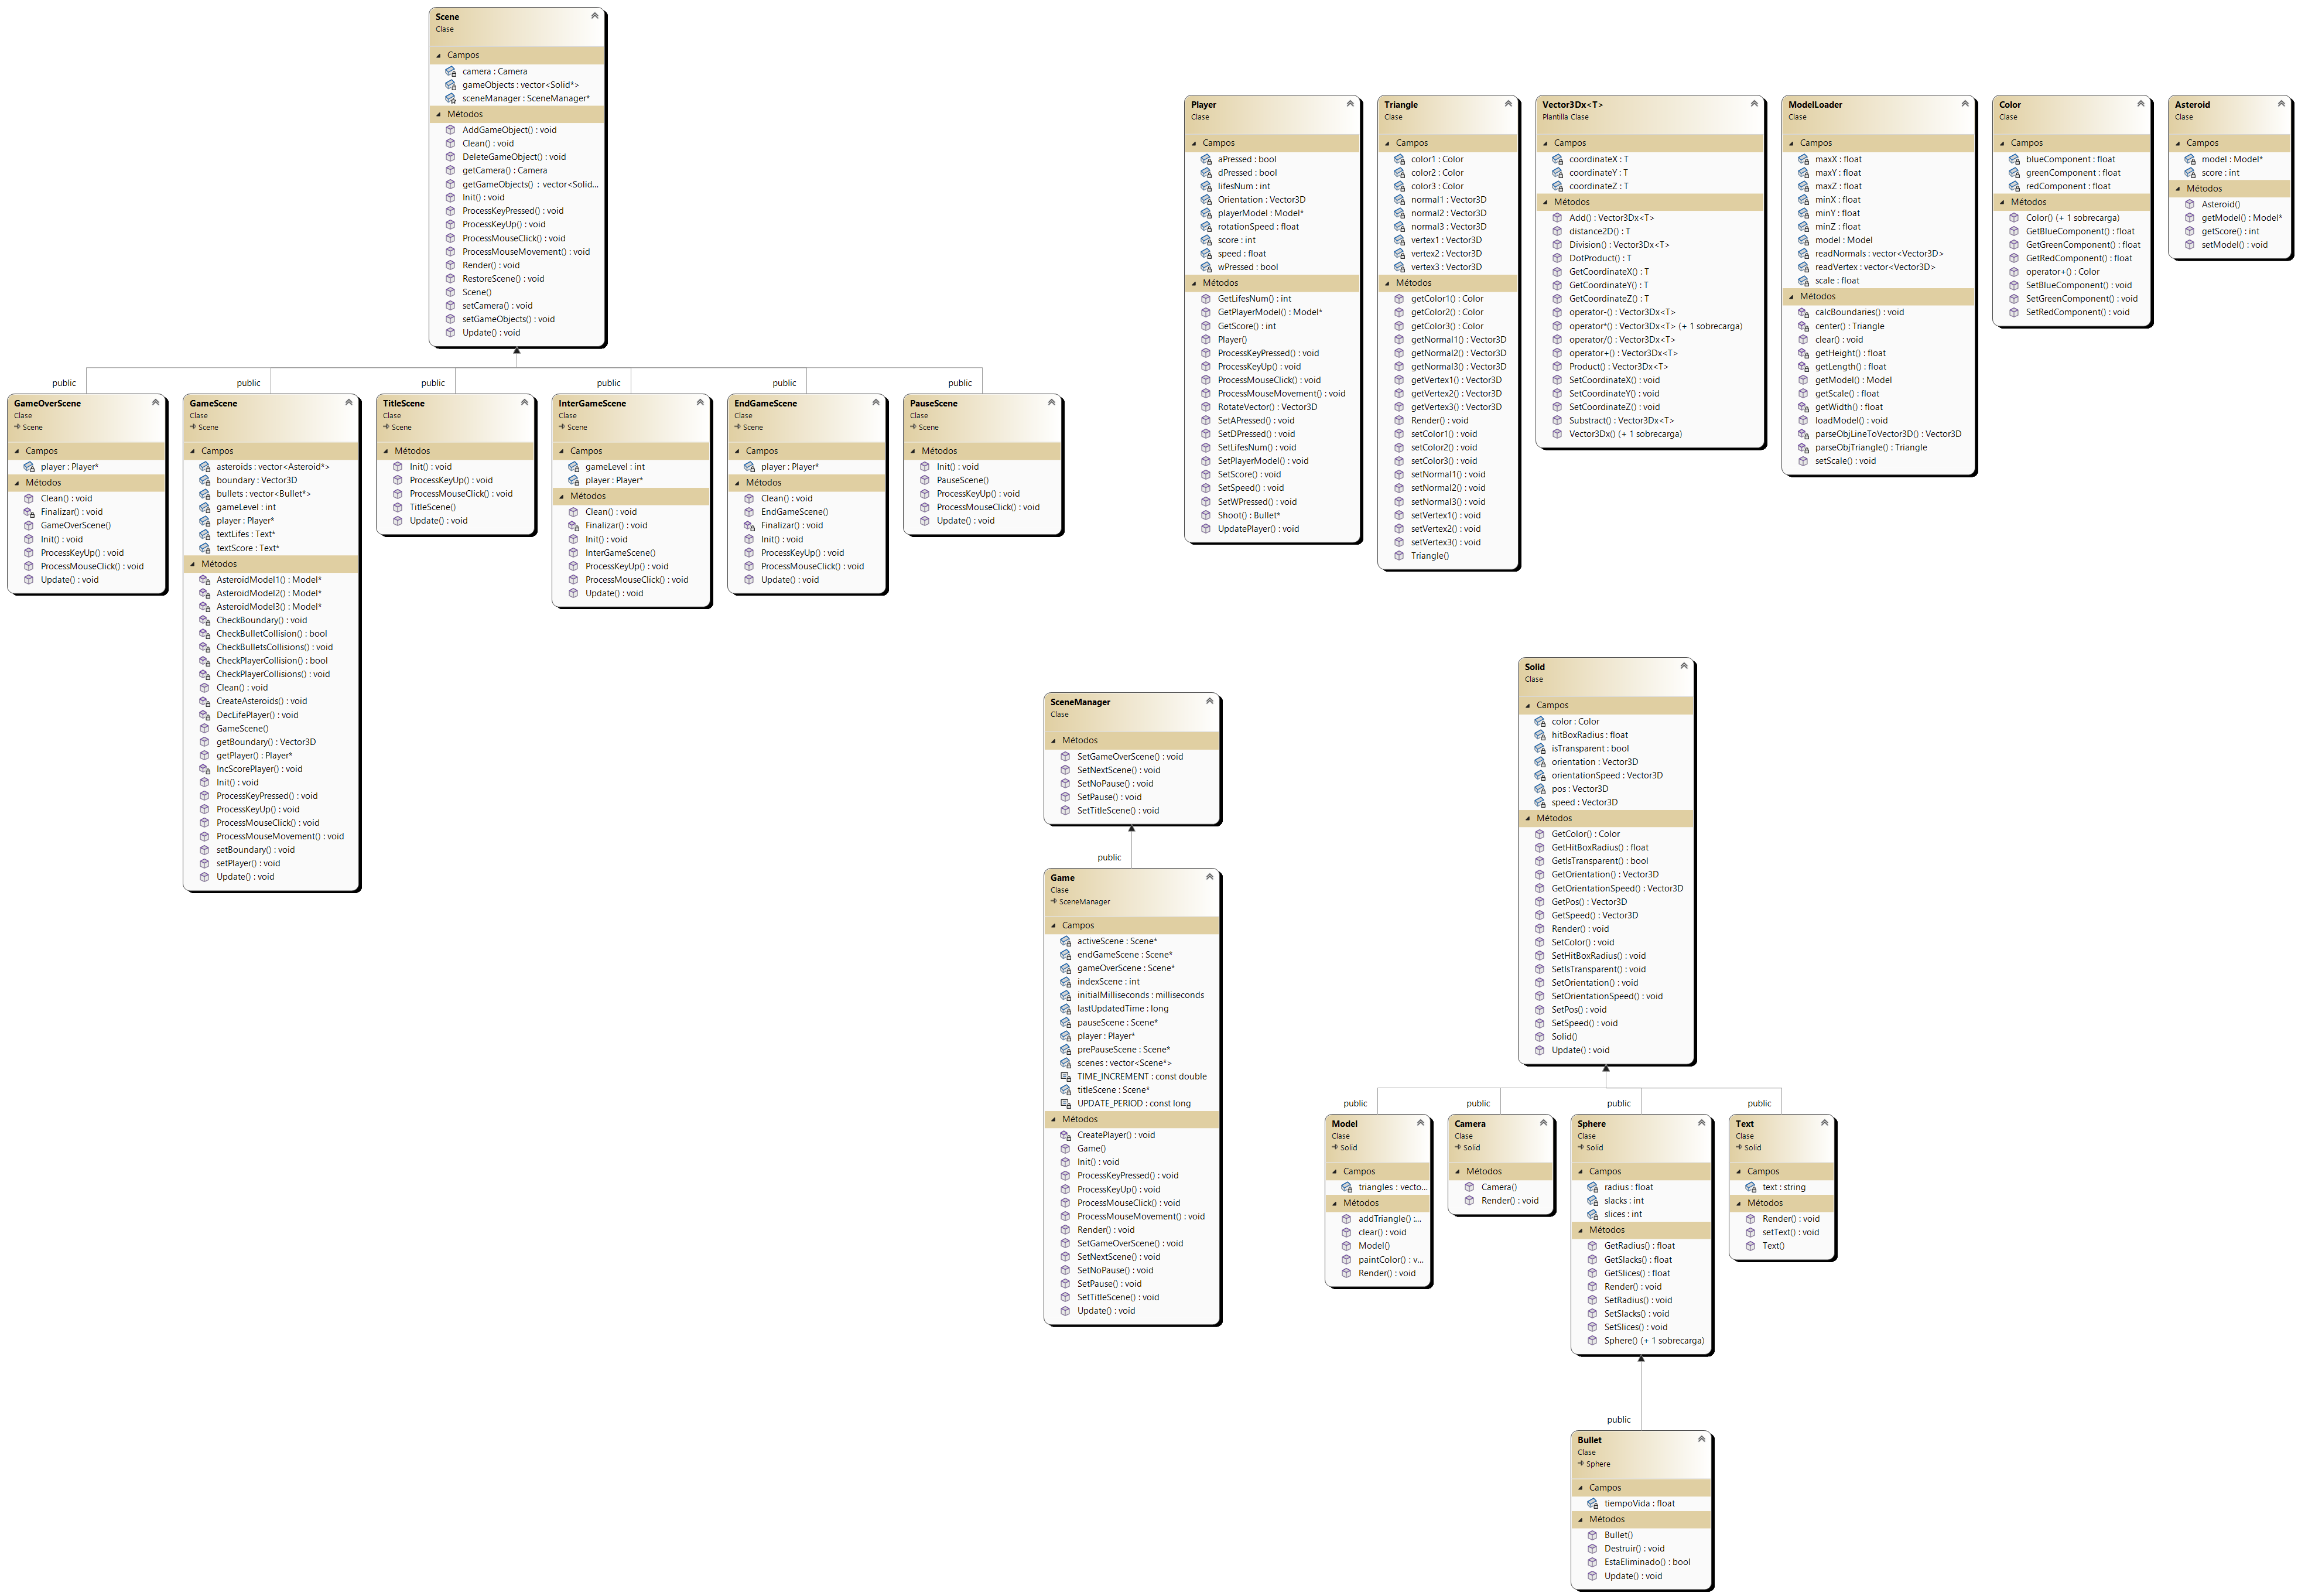 Scene
Clase
Campos
camera : Camera
gameObjects : vector<Solid*>
sceneManager : SceneManager*
Métodos
AddGameObject() : void
Clean() : void
DeleteGameObject() : void
getCamera() : Camera
getGameObjects() : vector<Solid...
Init() : void
ProcessKeyPressed() : void
ProcessKeyUp() : void
ProcessMouseClick() : void
ProcessMouseMovement() : void
Render() : void
RestoreScene() : void
Scene()
setCamera() : void
setGameObjects() : void
Update() : void
public
public
public
public
public
public
GameOverScene
Clase
Scene
Campos
player : Player*
Métodos
Clean() : void
Finalizar() : void
GameOverScene()
Init() : void
ProcessKeyUp() : void
ProcessMouseClick() : void
Update() : void
GameScene
Clase
Scene
Campos
asteroids : vector<Asteroid*>
boundary : Vector3D
bullets : vector<Bullet*>
gameLevel : int
player : Player*
textLifes : Text*
textScore : Text*
Métodos
AsteroidModel1() : Model*
AsteroidModel2() : Model*
AsteroidModel3() : Model*
CheckBoundary() : void
CheckBulletCollision() : bool
CheckBulletsCollisions() : void
CheckPlayerCollision() : bool
CheckPlayerCollisions() : void
Clean() : void
CreateAsteroids() : void
DecLifePlayer() : void
GameScene()
getBoundary() : Vector3D
getPlayer() : Player*
IncScorePlayer() : void
Init() : void
ProcessKeyPressed() : void
ProcessKeyUp() : void
ProcessMouseClick() : void
ProcessMouseMovement() : void
setBoundary() : void
setPlayer() : void
Update() : void
TitleScene
Clase
Scene
Métodos
Init() : void
ProcessKeyUp() : void
ProcessMouseClick() : void
TitleScene()
Update() : void
InterGameScene
Clase
Scene
Campos
gameLevel : int
player : Player*
Métodos
Clean() : void
Finalizar() : void
Init() : void
InterGameScene()
ProcessKeyUp() : void
ProcessMouseClick() : void
Update() : void
EndGameScene
Clase
Scene
Campos
player : Player*
Métodos
Clean() : void
EndGameScene()
Finalizar() : void
Init() : void
ProcessKeyUp() : void
ProcessMouseClick() : void
Update() : void
PauseScene
Clase
Scene
Métodos
Init() : void
PauseScene()
ProcessKeyUp() : void
ProcessMouseClick() : void
Update() : void
Player
Clase
Campos
aPressed : bool
dPressed : bool
lifesNum : int
Orientation : Vector3D
playerModel : Model*
rotationSpeed : float
score : int
speed : float
wPressed : bool
Métodos
GetLifesNum() : int
GetPlayerModel() : Model*
GetScore() : int
Player()
ProcessKeyPressed() : void
ProcessKeyUp() : void
ProcessMouseClick() : void
ProcessMouseMovement() : void
RotateVector() : Vector3D
SetAPressed() : void
SetDPressed() : void
SetLifesNum() : void
SetPlayerModel() : void
SetScore() : void
SetSpeed() : void
SetWPressed() : void
Shoot() : Bullet*
UpdatePlayer() : void
Triangle
Clase
Campos
color1 : Color
color2 : Color
color3 : Color
normal1 : Vector3D
normal2 : Vector3D
normal3 : Vector3D
vertex1 : Vector3D
vertex2 : Vector3D
vertex3 : Vector3D
Métodos
getColor1() : Color
getColor2() : Color
getColor3() : Color
getNormal1() : Vector3D
getNormal2() : Vector3D
getNormal3() : Vector3D
getVertex1() : Vector3D
getVertex2() : Vector3D
getVertex3() : Vector3D
Render() : void
setColor1() : void
setColor2() : void
setColor3() : void
setNormal1() : void
setNormal2() : void
setNormal3() : void
setVertex1() : void
setVertex2() : void
setVertex3() : void
Triangle()
Vector3Dx<T>
Plantilla Clase
Campos
coordinateX : T
coordinateY : T
coordinateZ : T
Métodos
Add() : Vector3Dx<T>
distance2D() : T
Division() : Vector3Dx<T>
DotProduct() : T
GetCoordinateX() : T
GetCoordinateY() : T
GetCoordinateZ() : T
operator-() : Vector3Dx<T>
operator*() : Vector3Dx<T> (+ 1 sobrecarga)
operator/() : Vector3Dx<T>
operator+() : Vector3Dx<T>
Product() : Vector3Dx<T>
SetCoordinateX() : void
SetCoordinateY() : void
SetCoordinateZ() : void
Substract() : Vector3Dx<T>
Vector3Dx() (+ 1 sobrecarga)
ModelLoader
Clase
Campos
maxX : float
maxY : float
maxZ : float
minX : float
minY : float
minZ : float
model : Model
readNormals : vector<Vector3D>
readVertex : vector<Vector3D>
scale : float
Métodos
calcBoundaries() : void
center() : Triangle
clear() : void
getHeight() : float
getLength() : float
getModel() : Model
getScale() : float
getWidth() : float
loadModel() : void
parseObjLineToVector3D() : Vector3D
parseObjTriangle() : Triangle
setScale() : void
Color
Clase
Campos
blueComponent : float
greenComponent : float
redComponent : float
Métodos
Color() (+ 1 sobrecarga)
GetBlueComponent() : float
GetGreenComponent() : float
GetRedComponent() : float
operator+() : Color
SetBlueComponent() : void
SetGreenComponent() : void
SetRedComponent() : void
Asteroid
Clase
Campos
model : Model*
score : int
Métodos
Asteroid()
getModel() : Model*
getScore() : int
setModel() : void
SceneManager
Clase
Métodos
SetGameOverScene() : void
SetNextScene() : void
SetNoPause() : void
SetPause() : void
SetTitleScene() : void
public
Game
Clase
SceneManager
Campos
activeScene : Scene*
endGameScene : Scene*
gameOverScene : Scene*
indexScene : int
initialMilliseconds : milliseconds
lastUpdatedTime : long
pauseScene : Scene*
player : Player*
prePauseScene : Scene*
scenes : vector<Scene*>
TIME_INCREMENT : const double
titleScene : Scene*
UPDATE_PERIOD : const long
Métodos
CreatePlayer() : void
Game()
Init() : void
ProcessKeyPressed() : void
ProcessKeyUp() : void
ProcessMouseClick() : void
ProcessMouseMovement() : void
Render() : void
SetGameOverScene() : void
SetNextScene() : void
SetNoPause() : void
SetPause() : void
SetTitleScene() : void
Update() : void
Solid
Clase
Campos
color : Color
hitBoxRadius : float
isTransparent : bool
orientation : Vector3D
orientationSpeed : Vector3D
pos : Vector3D
speed : Vector3D
Métodos
GetColor() : Color
GetHitBoxRadius() : float
GetIsTransparent() : bool
GetOrientation() : Vector3D
GetOrientationSpeed() : Vector3D
GetPos() : Vector3D
GetSpeed() : Vector3D
Render() : void
SetColor() : void
SetHitBoxRadius() : void
SetIsTransparent() : void
SetOrientation() : void
SetOrientationSpeed() : void
SetPos() : void
SetSpeed() : void
Solid()
Update() : void
public
public
public
public
Model
Clase
Solid
Campos
triangles : vecto...
Métodos
addTriangle() :...
clear() : void
Model()
paintColor() : v...
Render() : void
Camera
Clase
Solid
Métodos
Camera()
Render() : void
Sphere
Clase
Solid
Campos
radius : float
slacks : int
slices : int
Métodos
GetRadius() : float
GetSlacks() : float
GetSlices() : float
Render() : void
SetRadius() : void
SetSlacks() : void
SetSlices() : void
Sphere() (+ 1 sobrecarga)
Text
Clase
Solid
Campos
text : string
Métodos
Render() : void
setText() : void
Text()
public
Bullet
Clase
Sphere
Campos
tiempoVida : float
Métodos
Bullet()
Destruir() : void
EstaEliminado() : bool
Update() : void